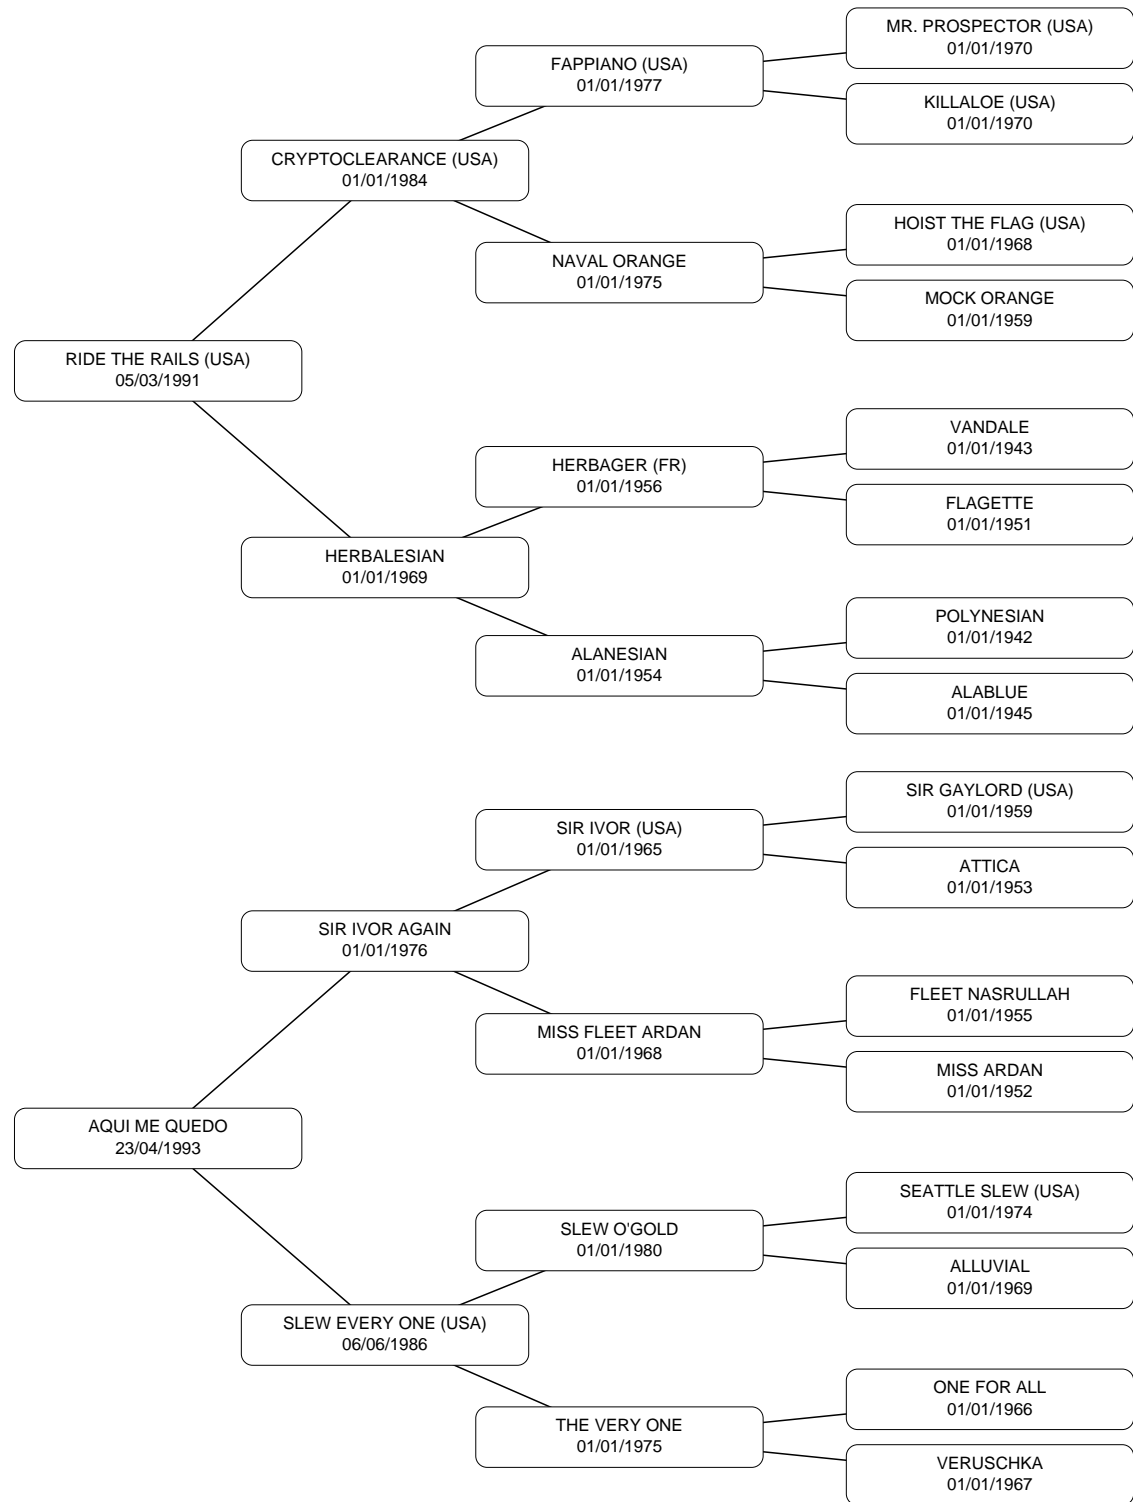 MR. PROSPECTOR (USA)
01/01/1970
FAPPIANO (USA)
01/01/1977
KILLALOE (USA)
01/01/1970
CRYPTOCLEARANCE (USA)
01/01/1984
HOIST THE FLAG (USA)
01/01/1968
NAVAL ORANGE
01/01/1975
MOCK ORANGE
01/01/1959
RIDE THE RAILS (USA)
05/03/1991
VANDALE
01/01/1943
HERBAGER (FR)
01/01/1956
FLAGETTE
01/01/1951
HERBALESIAN
01/01/1969
POLYNESIAN
01/01/1942
ALANESIAN
01/01/1954
ALABLUE
01/01/1945
SIR GAYLORD (USA)
01/01/1959
SIR IVOR (USA)
01/01/1965
ATTICA
01/01/1953
SIR IVOR AGAIN
01/01/1976
FLEET NASRULLAH
01/01/1955
MISS FLEET ARDAN
01/01/1968
MISS ARDAN
01/01/1952
AQUI ME QUEDO
23/04/1993
SEATTLE SLEW (USA)
01/01/1974
SLEW O'GOLD
01/01/1980
ALLUVIAL
01/01/1969
SLEW EVERY ONE (USA)
06/06/1986
ONE FOR ALL
01/01/1966
THE VERY ONE
01/01/1975
VERUSCHKA
01/01/1967